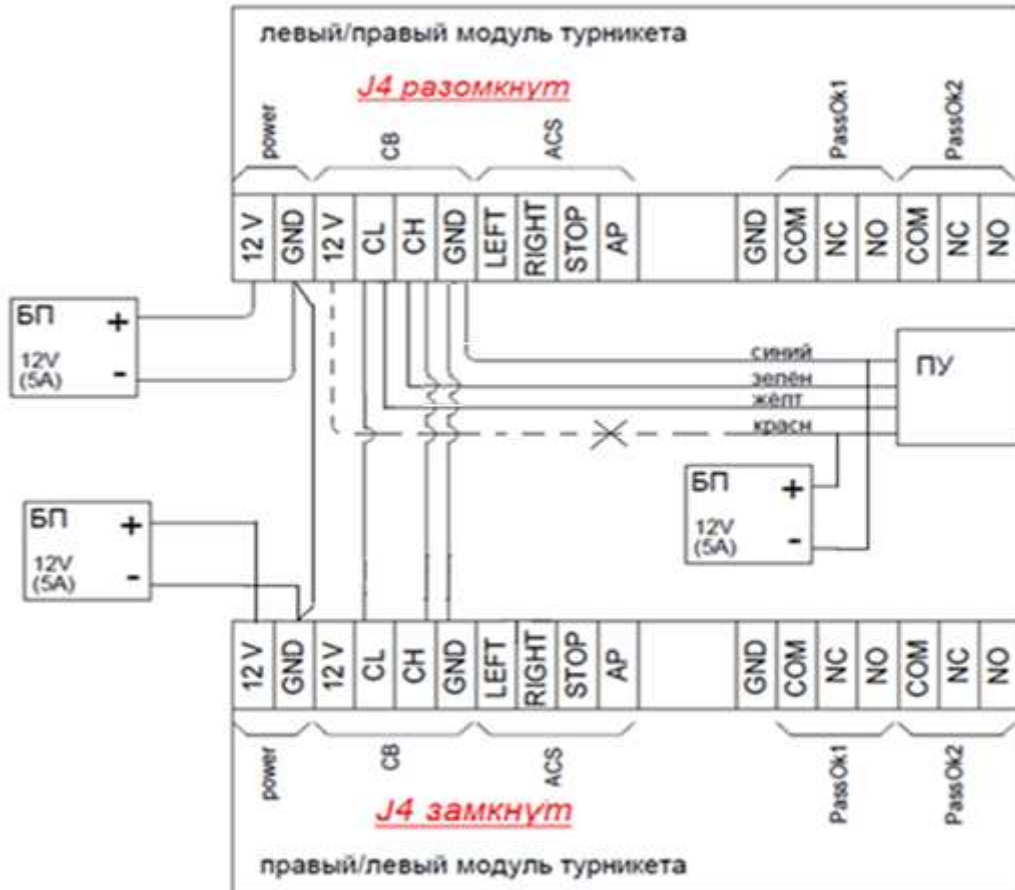 левый/правый модуль турникета
J4 разомкнут
power
CB
ACS
PassOk1
PassOk2
12 V
GND
12 V
CL
CH
GND
LEFT
RIGHT
STOP
AP
GND
COM
NC
NO
COM
NC
NO
БП +
12V
(5A) -
синий
зелён
жёлт
красн
ПУ
БП +
12V
(5A) -
БП +
12V
(5A) -
12 V
GND
12 V
CL
CH
GND
LEFT
RIGHT
STOP
AP
GND
COM
NC
NO
COM
NC
NO
power
CB
ACS
PassOk1
PassOk2
J4 замкнут
правый/левый модуль турникета